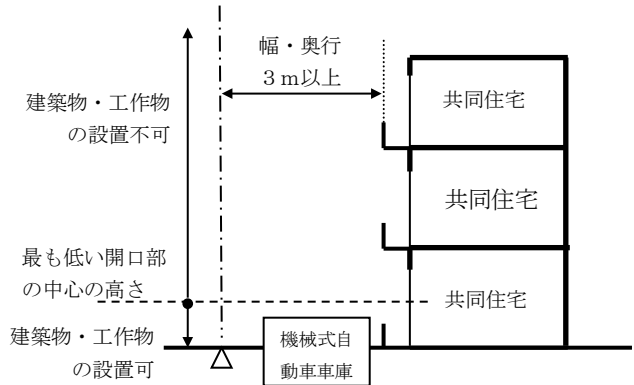 幅・奥行
３ｍ以上
建築物・工作物
の設置不可
共同住宅
共同住宅
最も低い開口部
の中心の高さ
共同住宅
建築物・工作物
の設置可
機械式自
動車車庫